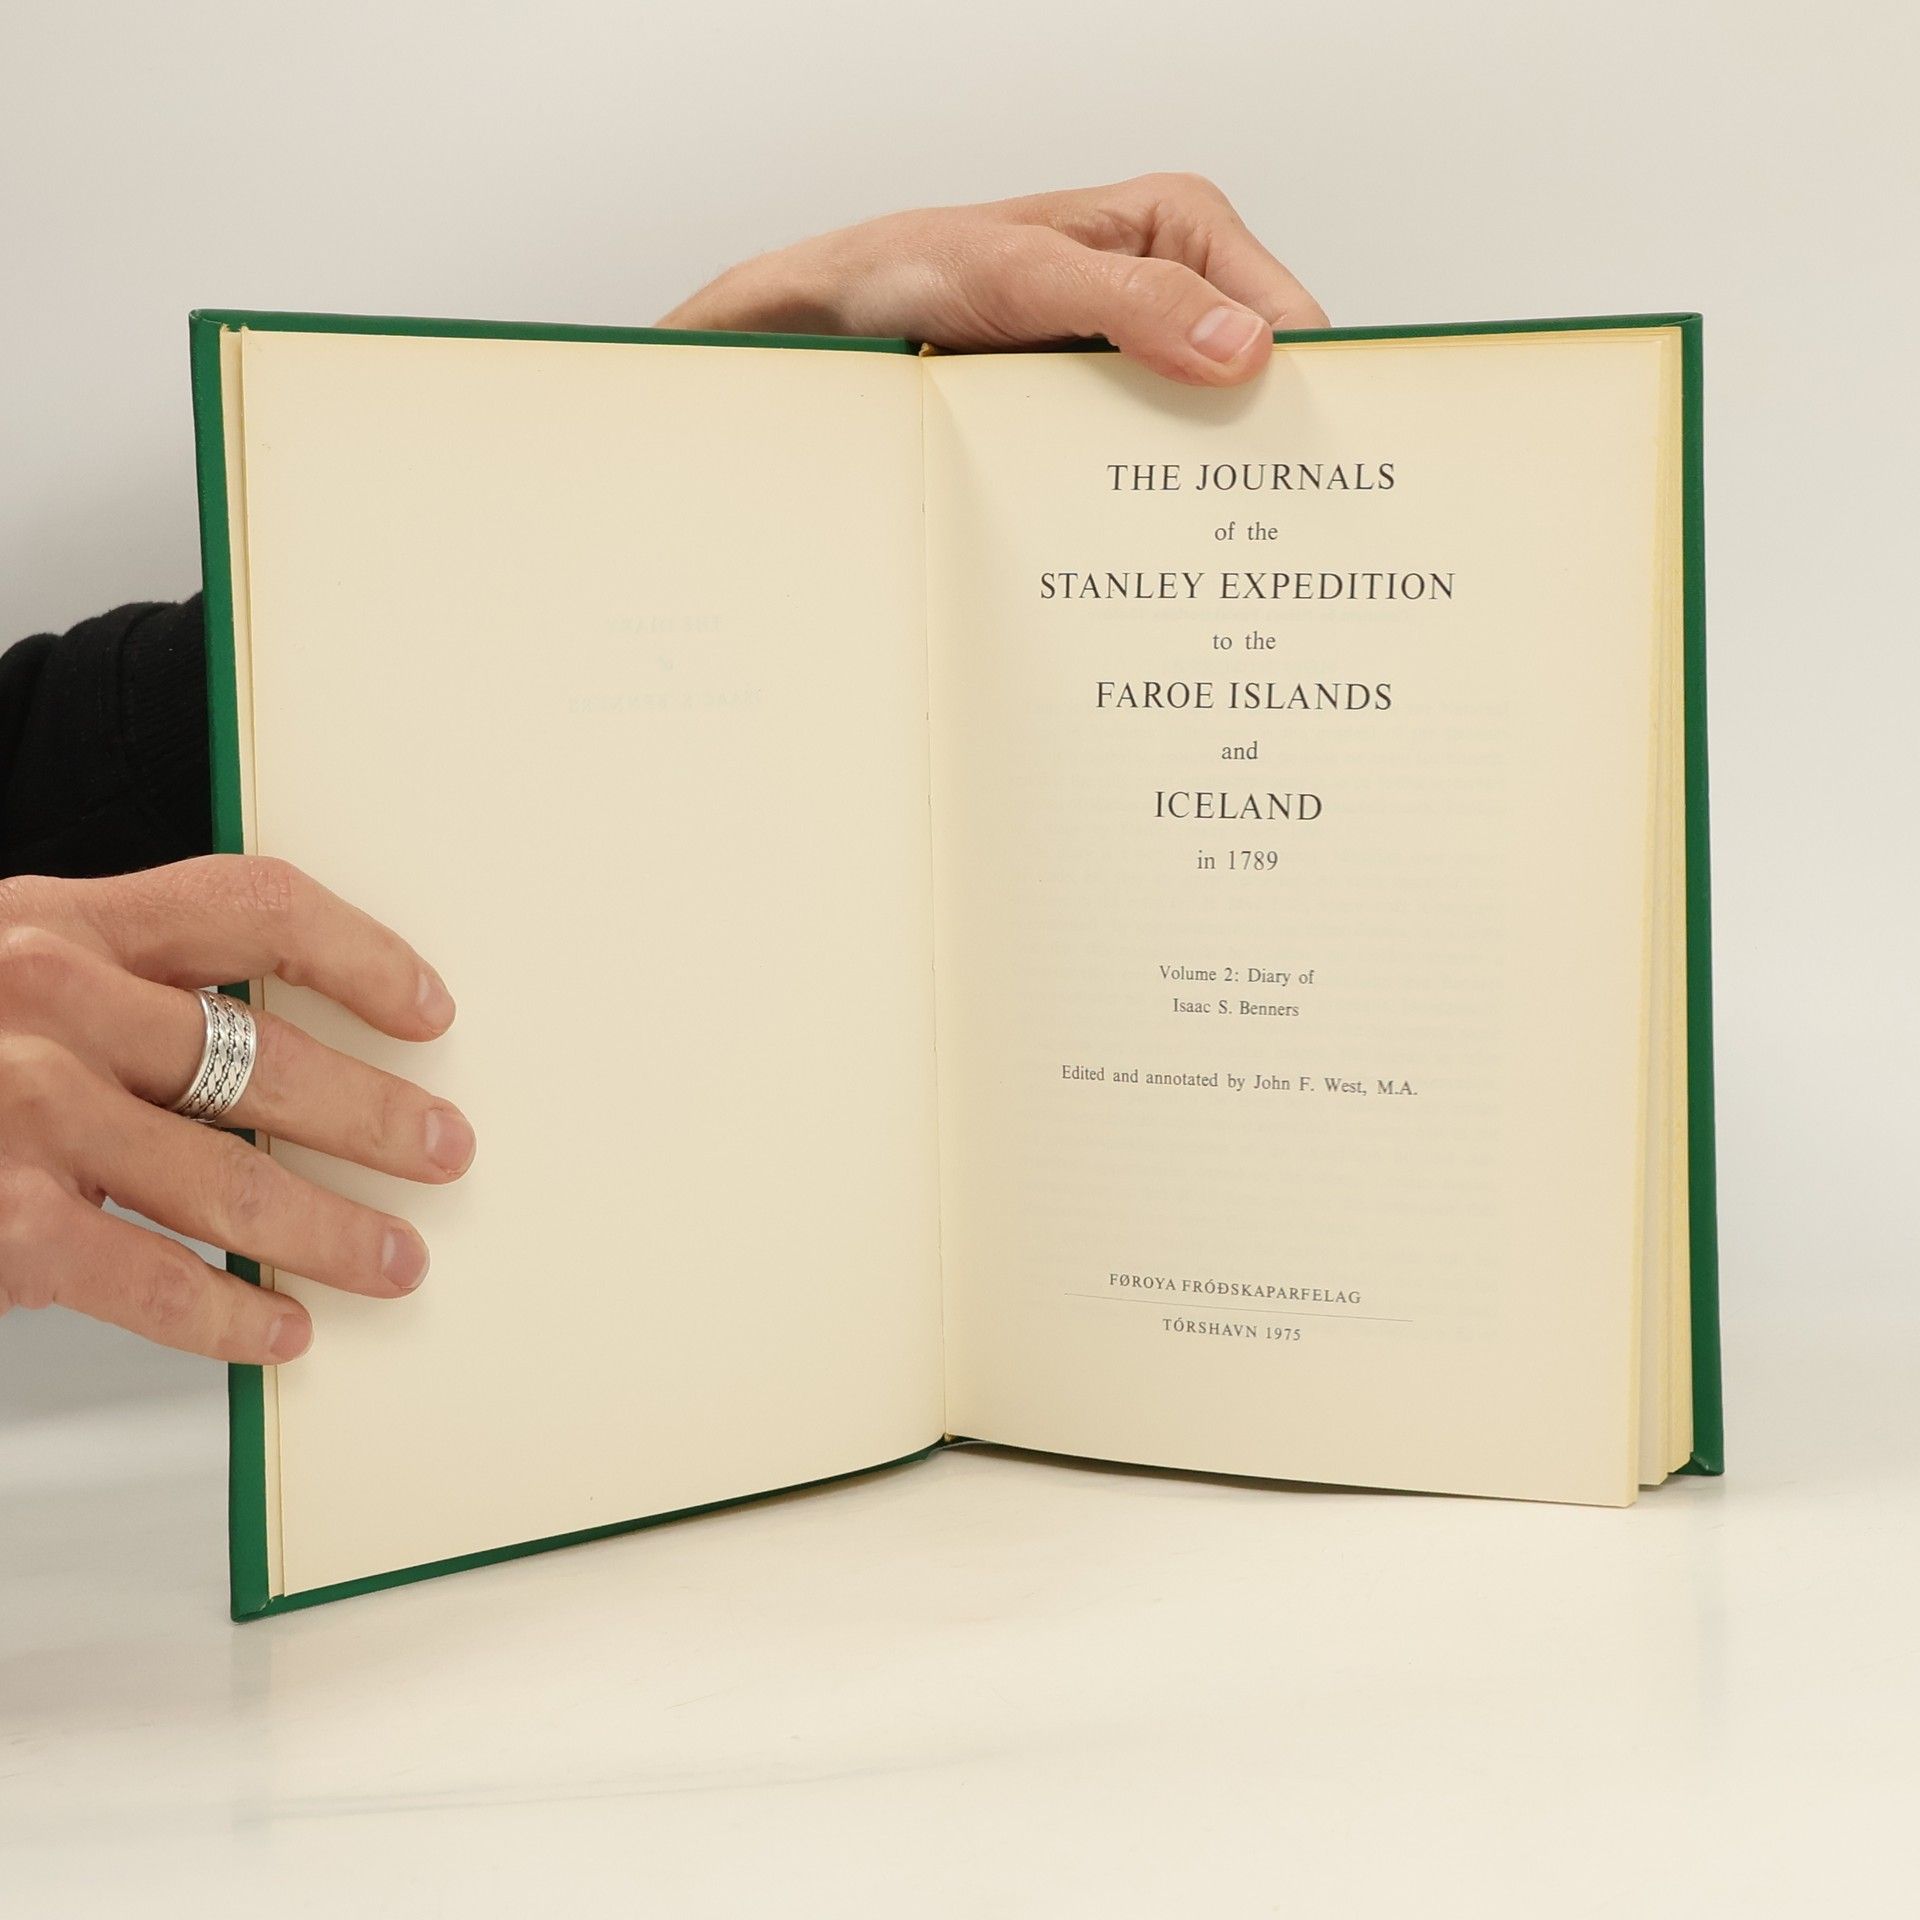 THE JOURNALS
of the
STANLEY EXPEDITION
to the
FAROE ISLANDS
and
ICELAND
in 1789
Volume 2: Diary of
Isaac S. Benners
Edited and annotated by John F. West, M.A.
FØROYA FRÓÐSKAPARFELAG
TÓRSHAVN 1975